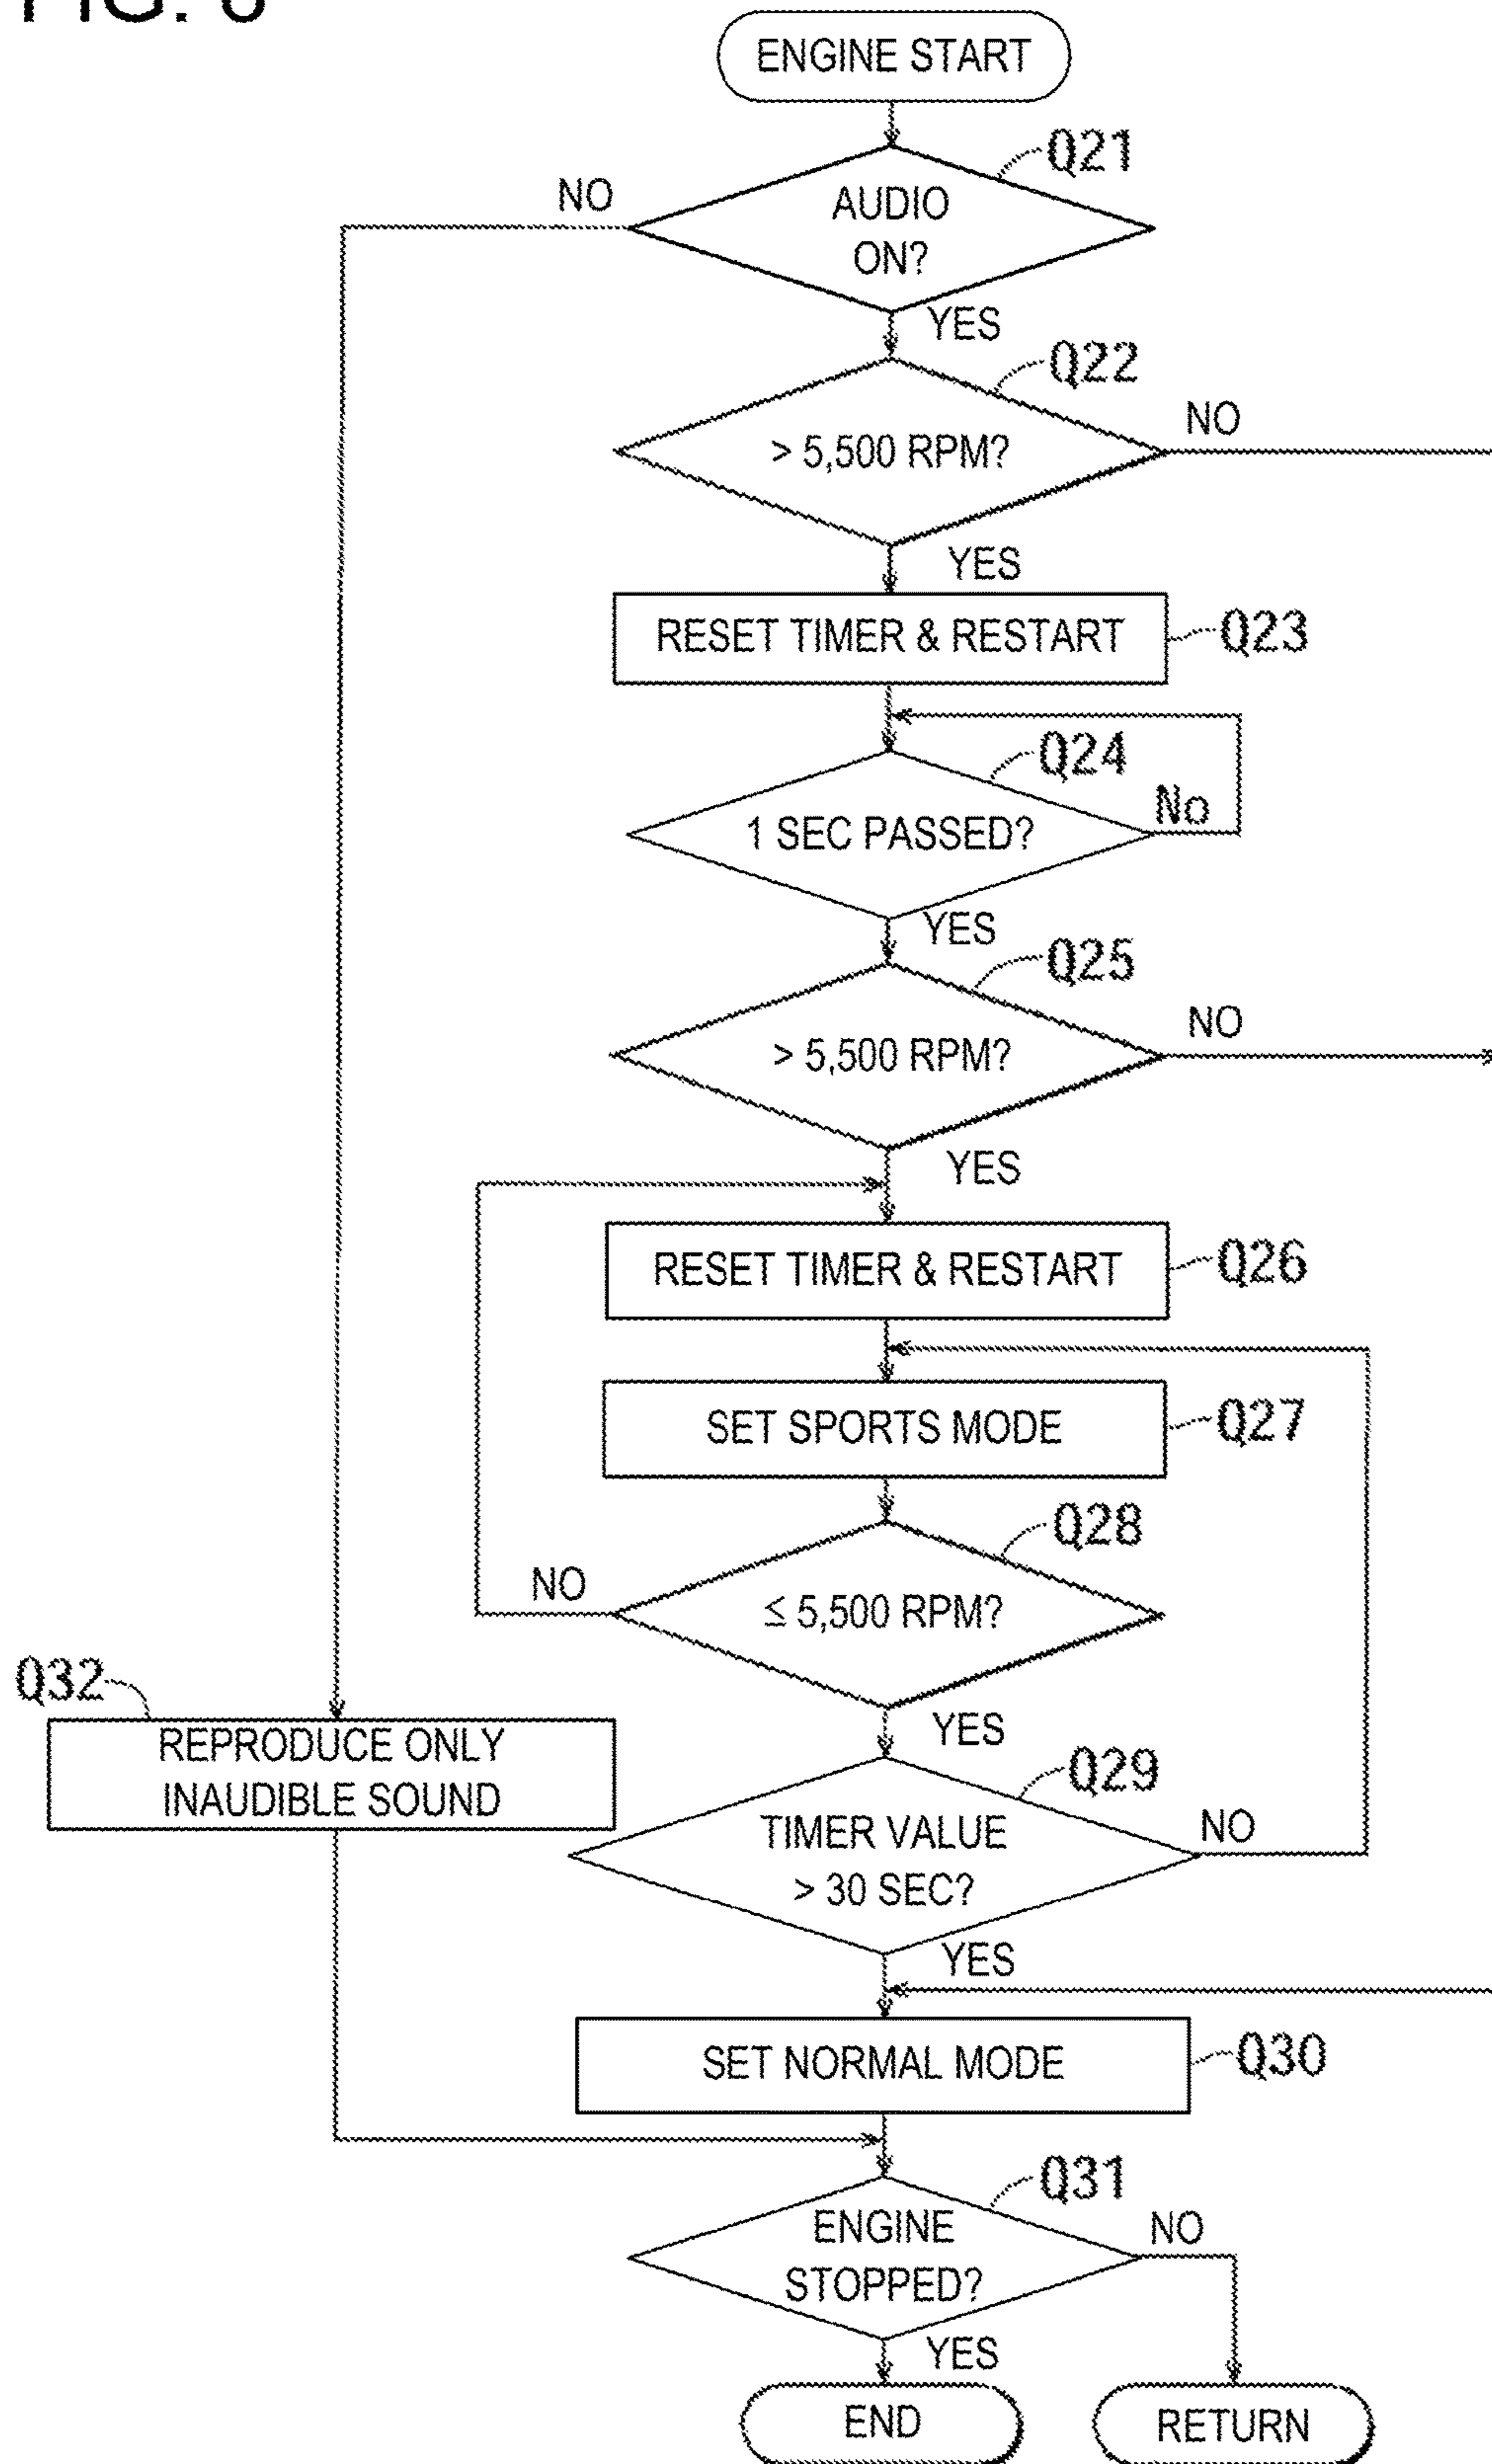 ENGINE START
Q21
NO
AUDIO
ON?
YES
Q22
NO
> 5,500 RPM?
YES
RESET TIMER & RESTART
Q23
Q24
No
1 SEC PASSED?
YES
Q25
NO
> 5,500 RPM?
YES
RESET TIMER & RESTART
Q26
SET SPORTS MODE
Q27
Q28
NO
≤ 5,500 RPM?
YES
Q32
REPRODUCE ONLY
INAUDIBLE SOUND
Q29
TIMER VALUE
> 30 SEC?
NO
YES
SET NORMAL MODE
Q30
Q31
ENGINE
STOPPED?
NO
YES
END
RETURN